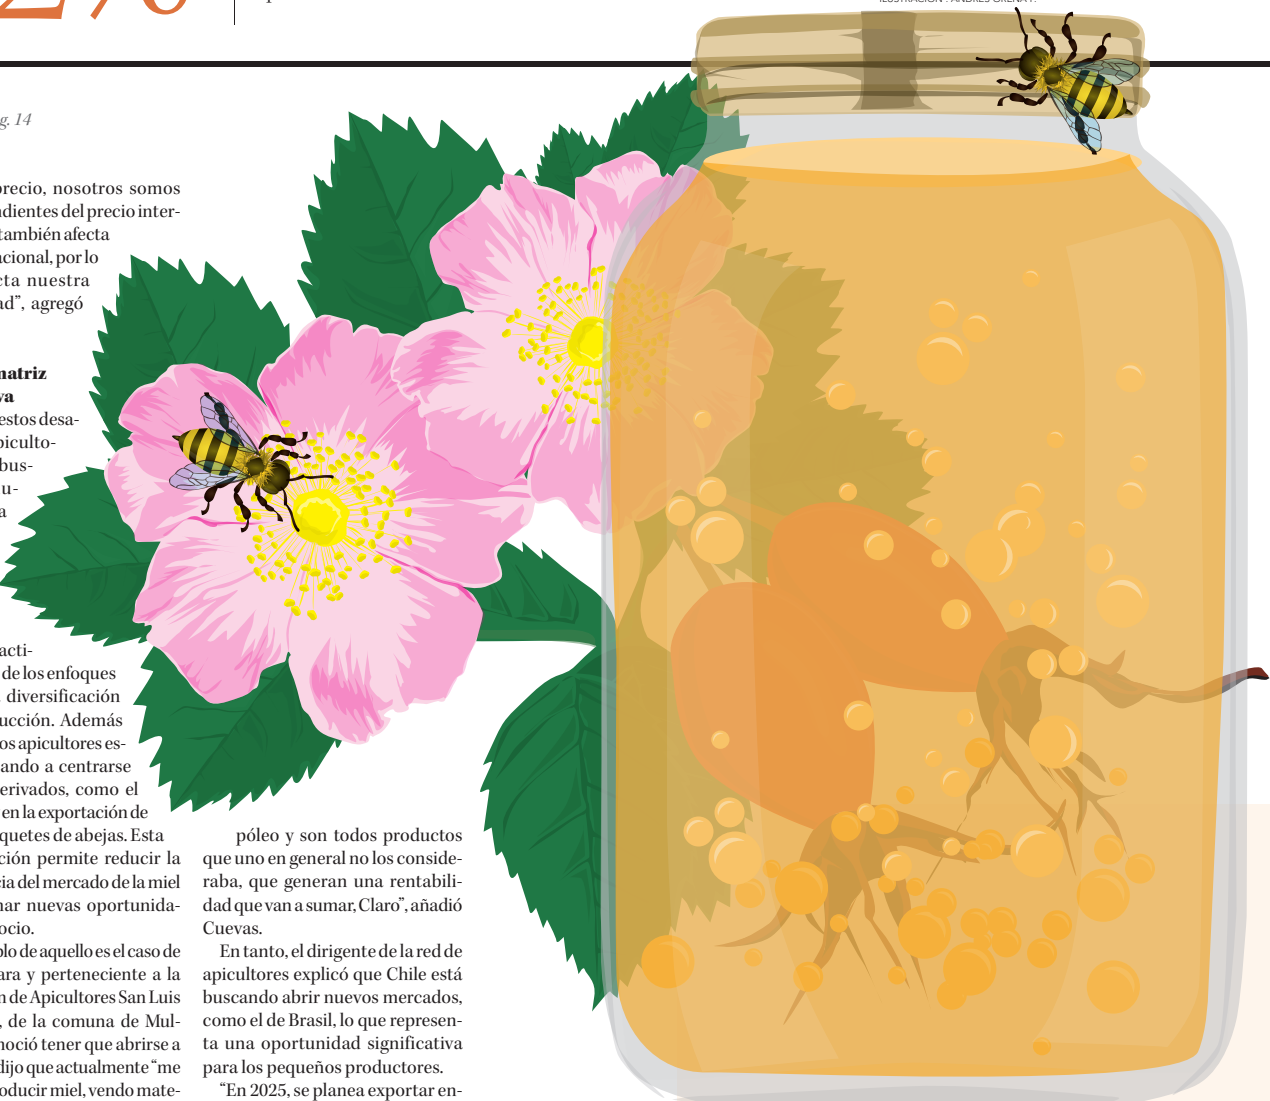 2%
ILUSTRACIÓN : ANDRÉS OREÑA P.
g. 14
precio, nosotros somos
ndientes del precio inter-
también afecta
acional, por lo
cta nuestra
ad”, agregó
matriz
va
estos desa-
picul­to-
bus-
u-
a
acti-
de los enfoques
diversificación
ucción. Además
os apicultores es-
ando a centrarse
erivados, como el
en la exportación de
quetes de abejas. Esta
ción permite reducir la
cia del mercado de la miel
nar nuevas oportunida-
ocio.
plo de aquello es el caso de
ara y perteneciente a la
n de Apicultores San Luis
, de la comuna de Mul-
noció tener que abrirse a
dijo que actualmente “me
oducir miel, vendo mate-
póleo y son todos productos
que uno en general no los conside-
raba, que generan una rentabili-
dad que van a sumar, Claro”, añadió
Cuevas.
En tanto, el dirigente de la red de
apicultores explicó que Chile está
buscando abrir nuevos mercados,
como el de Brasil, lo que represen-
ta una oportunidad significativa
para los pequeños productores.
“En 2025, se planea exportar en-